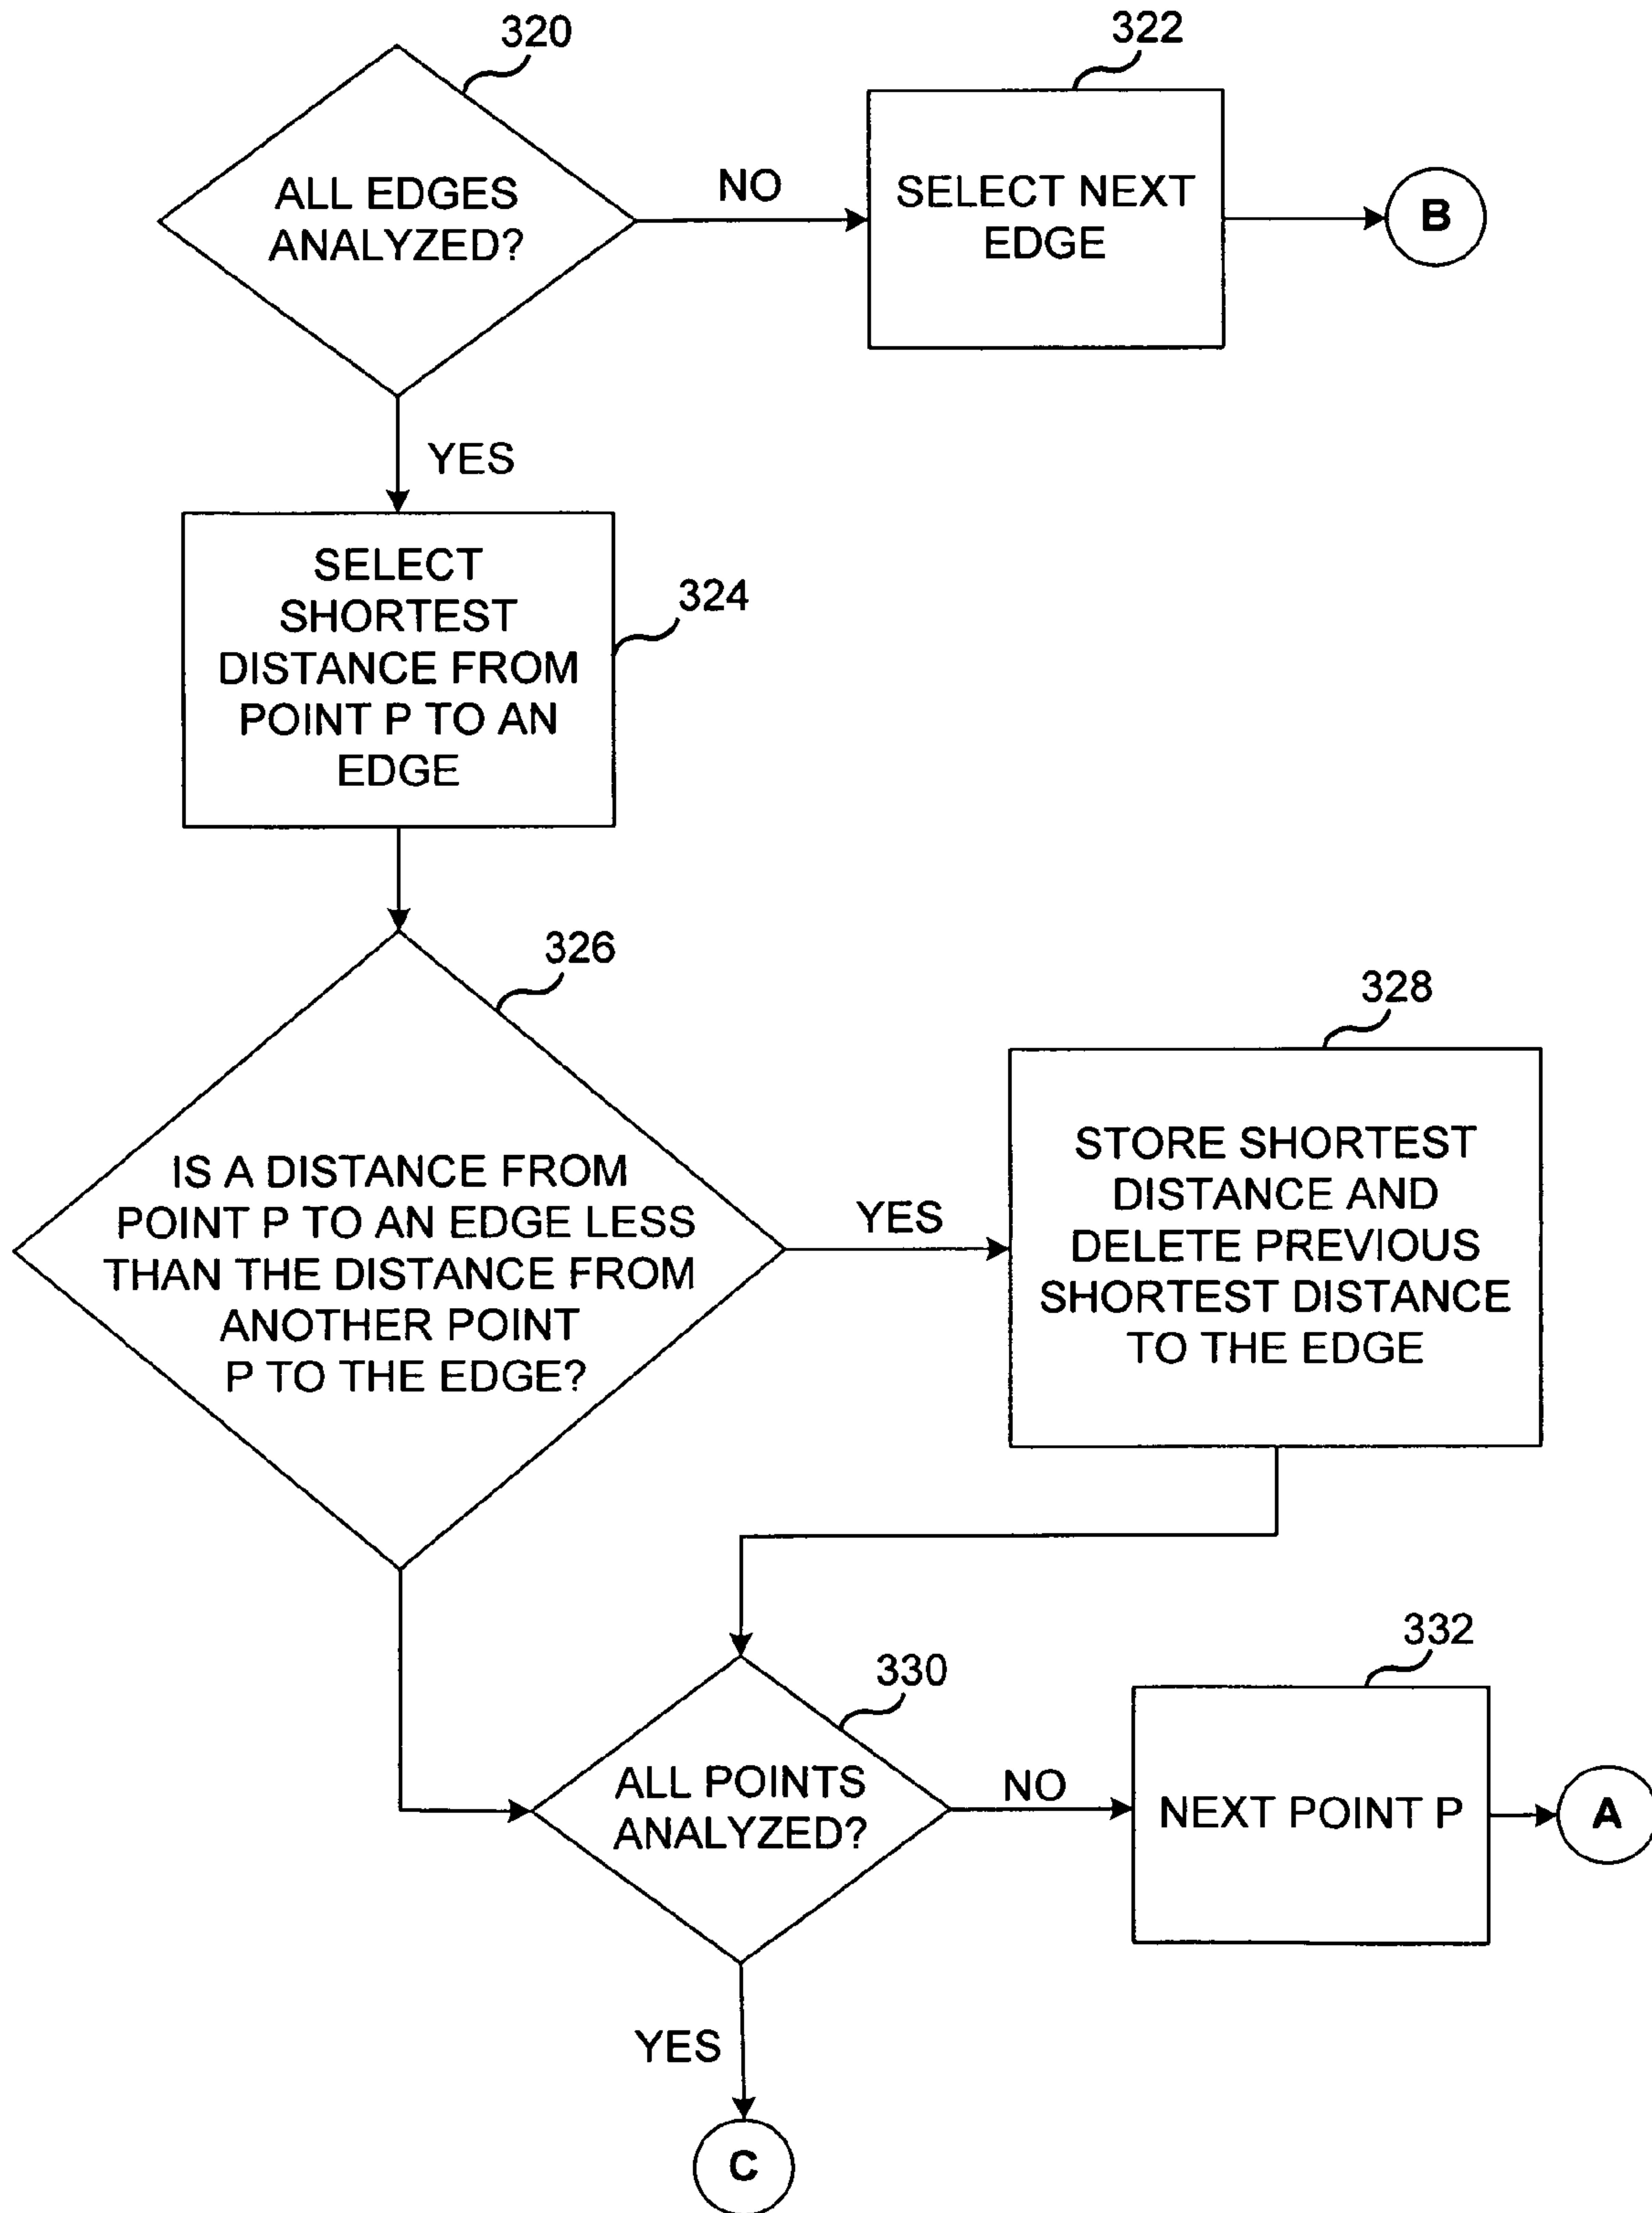 320
322
ALL EDGES
ANALYZED?
NO
SELECT NEXT
EDGE
B
YES
SELECT
SHORTEST
DISTANCE FROM
POINT P TO AN
EDGE
324
326
328
IS A DISTANCE FROM
POINT P TO AN EDGE LESS
THAN THE DISTANCE FROM
ANOTHER POINT
P TO THE EDGE?
YES
STORE SHORTEST
DISTANCE AND
DELETE PREVIOUS
SHORTEST DISTANCE
TO THE EDGE
330
332
ALL POINTS
ANALYZED?
NO
NEXT POINT P
A
YES
C